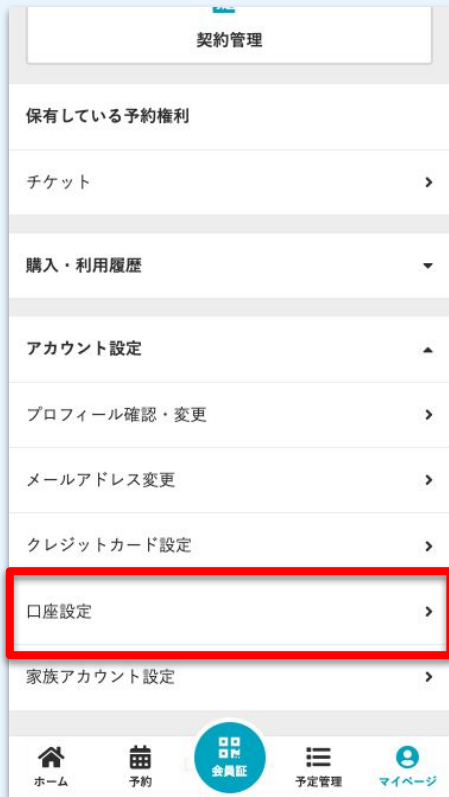 契約管理
保有している予約権利
チケット
購入・利用履歴
アカウント設定
プロフィール確認・変更
メールアドレス変更
クレジットカード設定
口座設定
家族アカウント設定
ホーム
予約
会員証
予定管理
マイページ